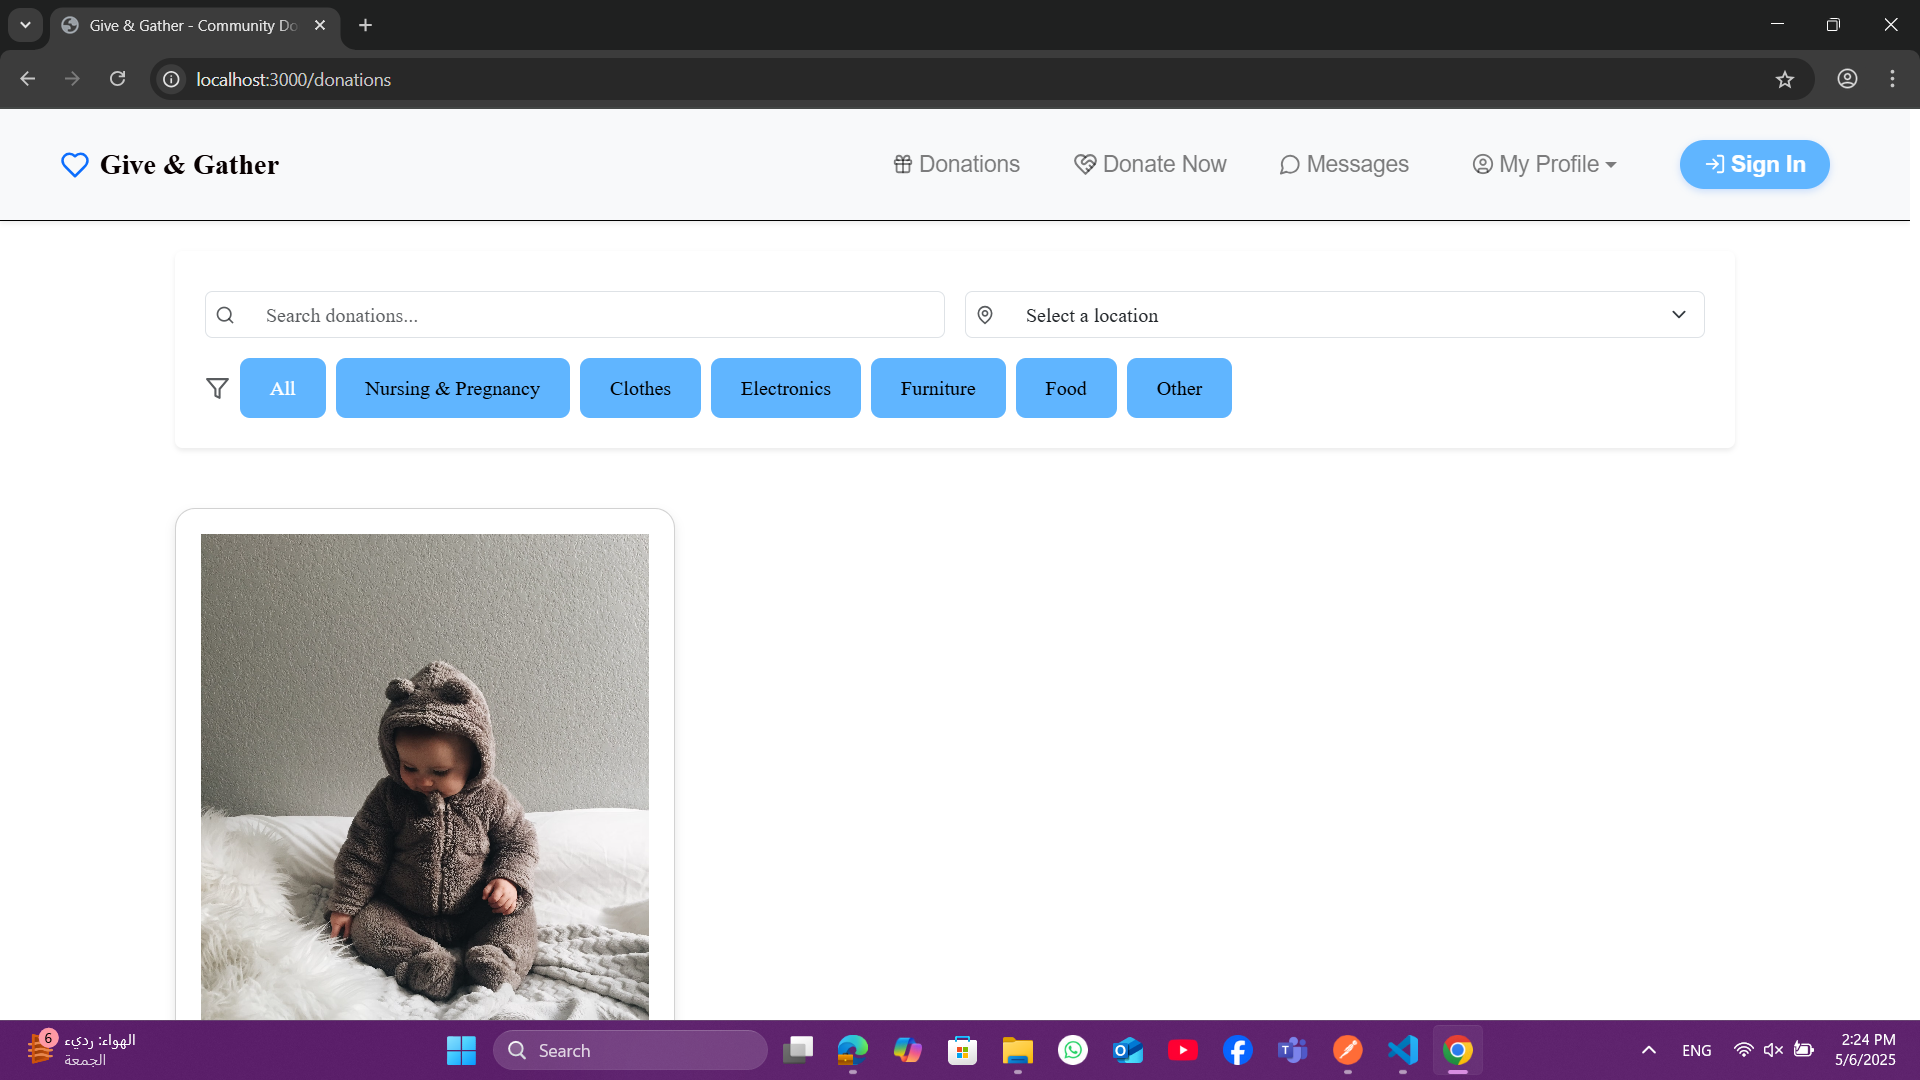 Give & Gather - Community Do
localhost:3000/donations
Give & Gather
Donations
Donate Now
Messages
My Profile
Sign In
Search donations...
Select a location
All
Nursing & Pregnancy
Clothes
Electronics
Furniture
Food
Other
6
الهواء: رديء
الجمعة
Search
ENG
2:24 PM
5/6/2025